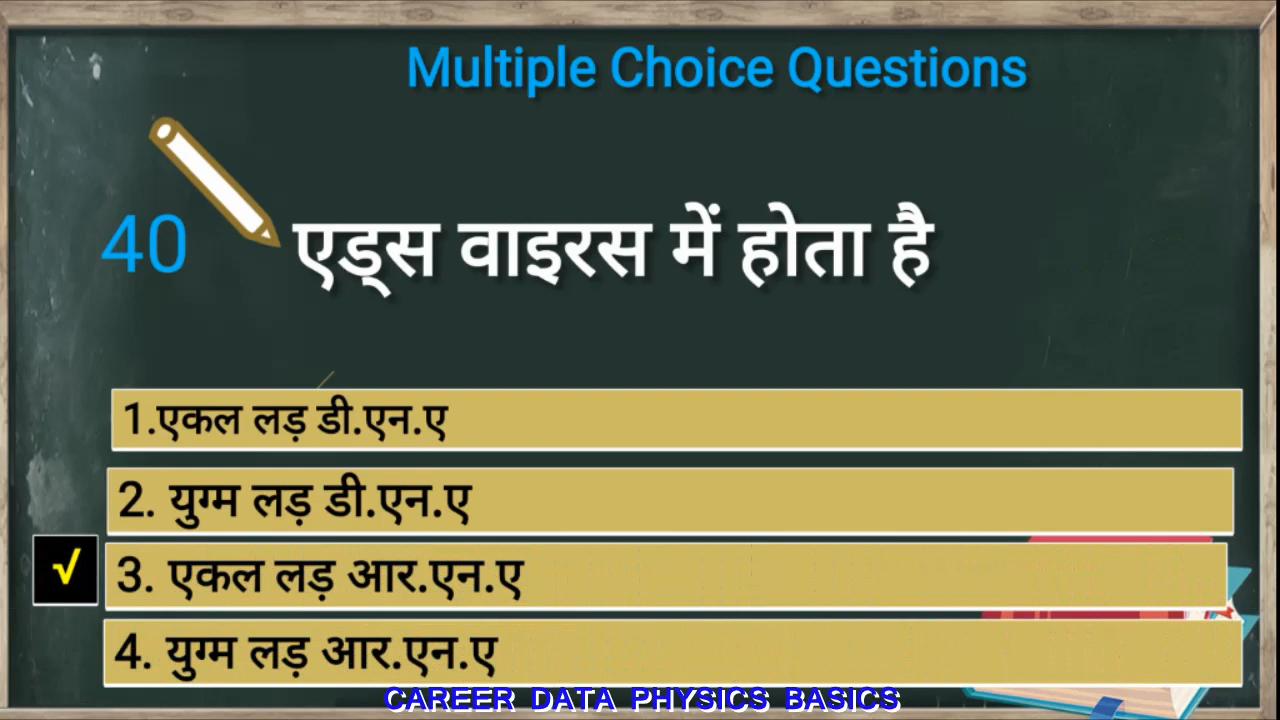 Multiple Choice Questions
40 एड्स वाइरस में होता है
1.एकल लड़ डी.एन.ए
2. युग्म लड़ डी.एन.ए
√ 3. एकल लड़ आर.एन.ए
4. युग्म लड़ आर.एन.ए
CAREER DATA PHYSICS BASICS